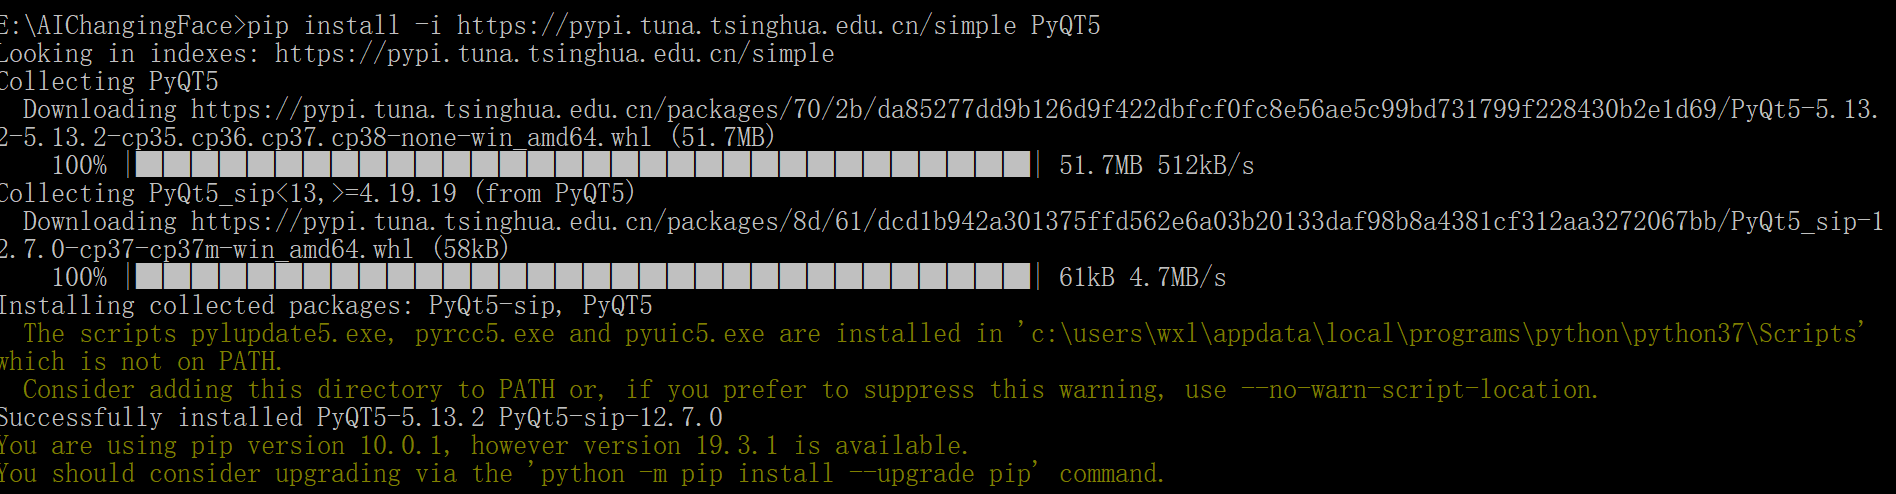 E:\AIChangingFace>pip install -i https://pypi.tuna.tsinghua.edu.cn/simple PyQT5
Looking in indexes: https://pypi.tuna.tsinghua.edu.cn/simple
Collecting PyQT5
Downloading https://pypi.tuna.tsinghua.edu.cn/packages/70/2b/da85277dd9b126d9f422dbfcf0fc8e56ae5c99bd731799f228430b2e1d69/PyQt5-5.13.
2-5.13.2-cp35.cp36.cp37.cp38-none-win_amd64.whl (51.7MB)
100% | | 51.7MB 512kB/s
Collecting PyQt5_sip<13,>=4.19.19 (from PyQT5)
Downloading https://pypi.tuna.tsinghua.edu.cn/packages/8d/61/dcd1b942a301375ffd562e6a03b20133daf98b8a4381cf312aa3272067bb/PyQt5_sip-1
2.7.0-cp37-cp37m-win_amd64.whl (58kB)
100% | | 61kB 4.7MB/s
Installing collected packages: PyQt5-sip, PyQT5
The scripts pylupdate5.exe, pyrcc5.exe and pyuic5.exe are installed in 'c:\users\wxl\appdata\local\programs\python\python37\Scripts'
which is not on PATH.
Consider adding this directory to PATH or, if you prefer to suppress this warning, use --no-warn-script-location.
Successfully installed PyQT5-5.13.2 PyQt5-sip-12.7.0
You are using pip version 10.0.1, however version 19.3.1 is available.
You should consider upgrading via the 'python -m pip install --upgrade pip' command.